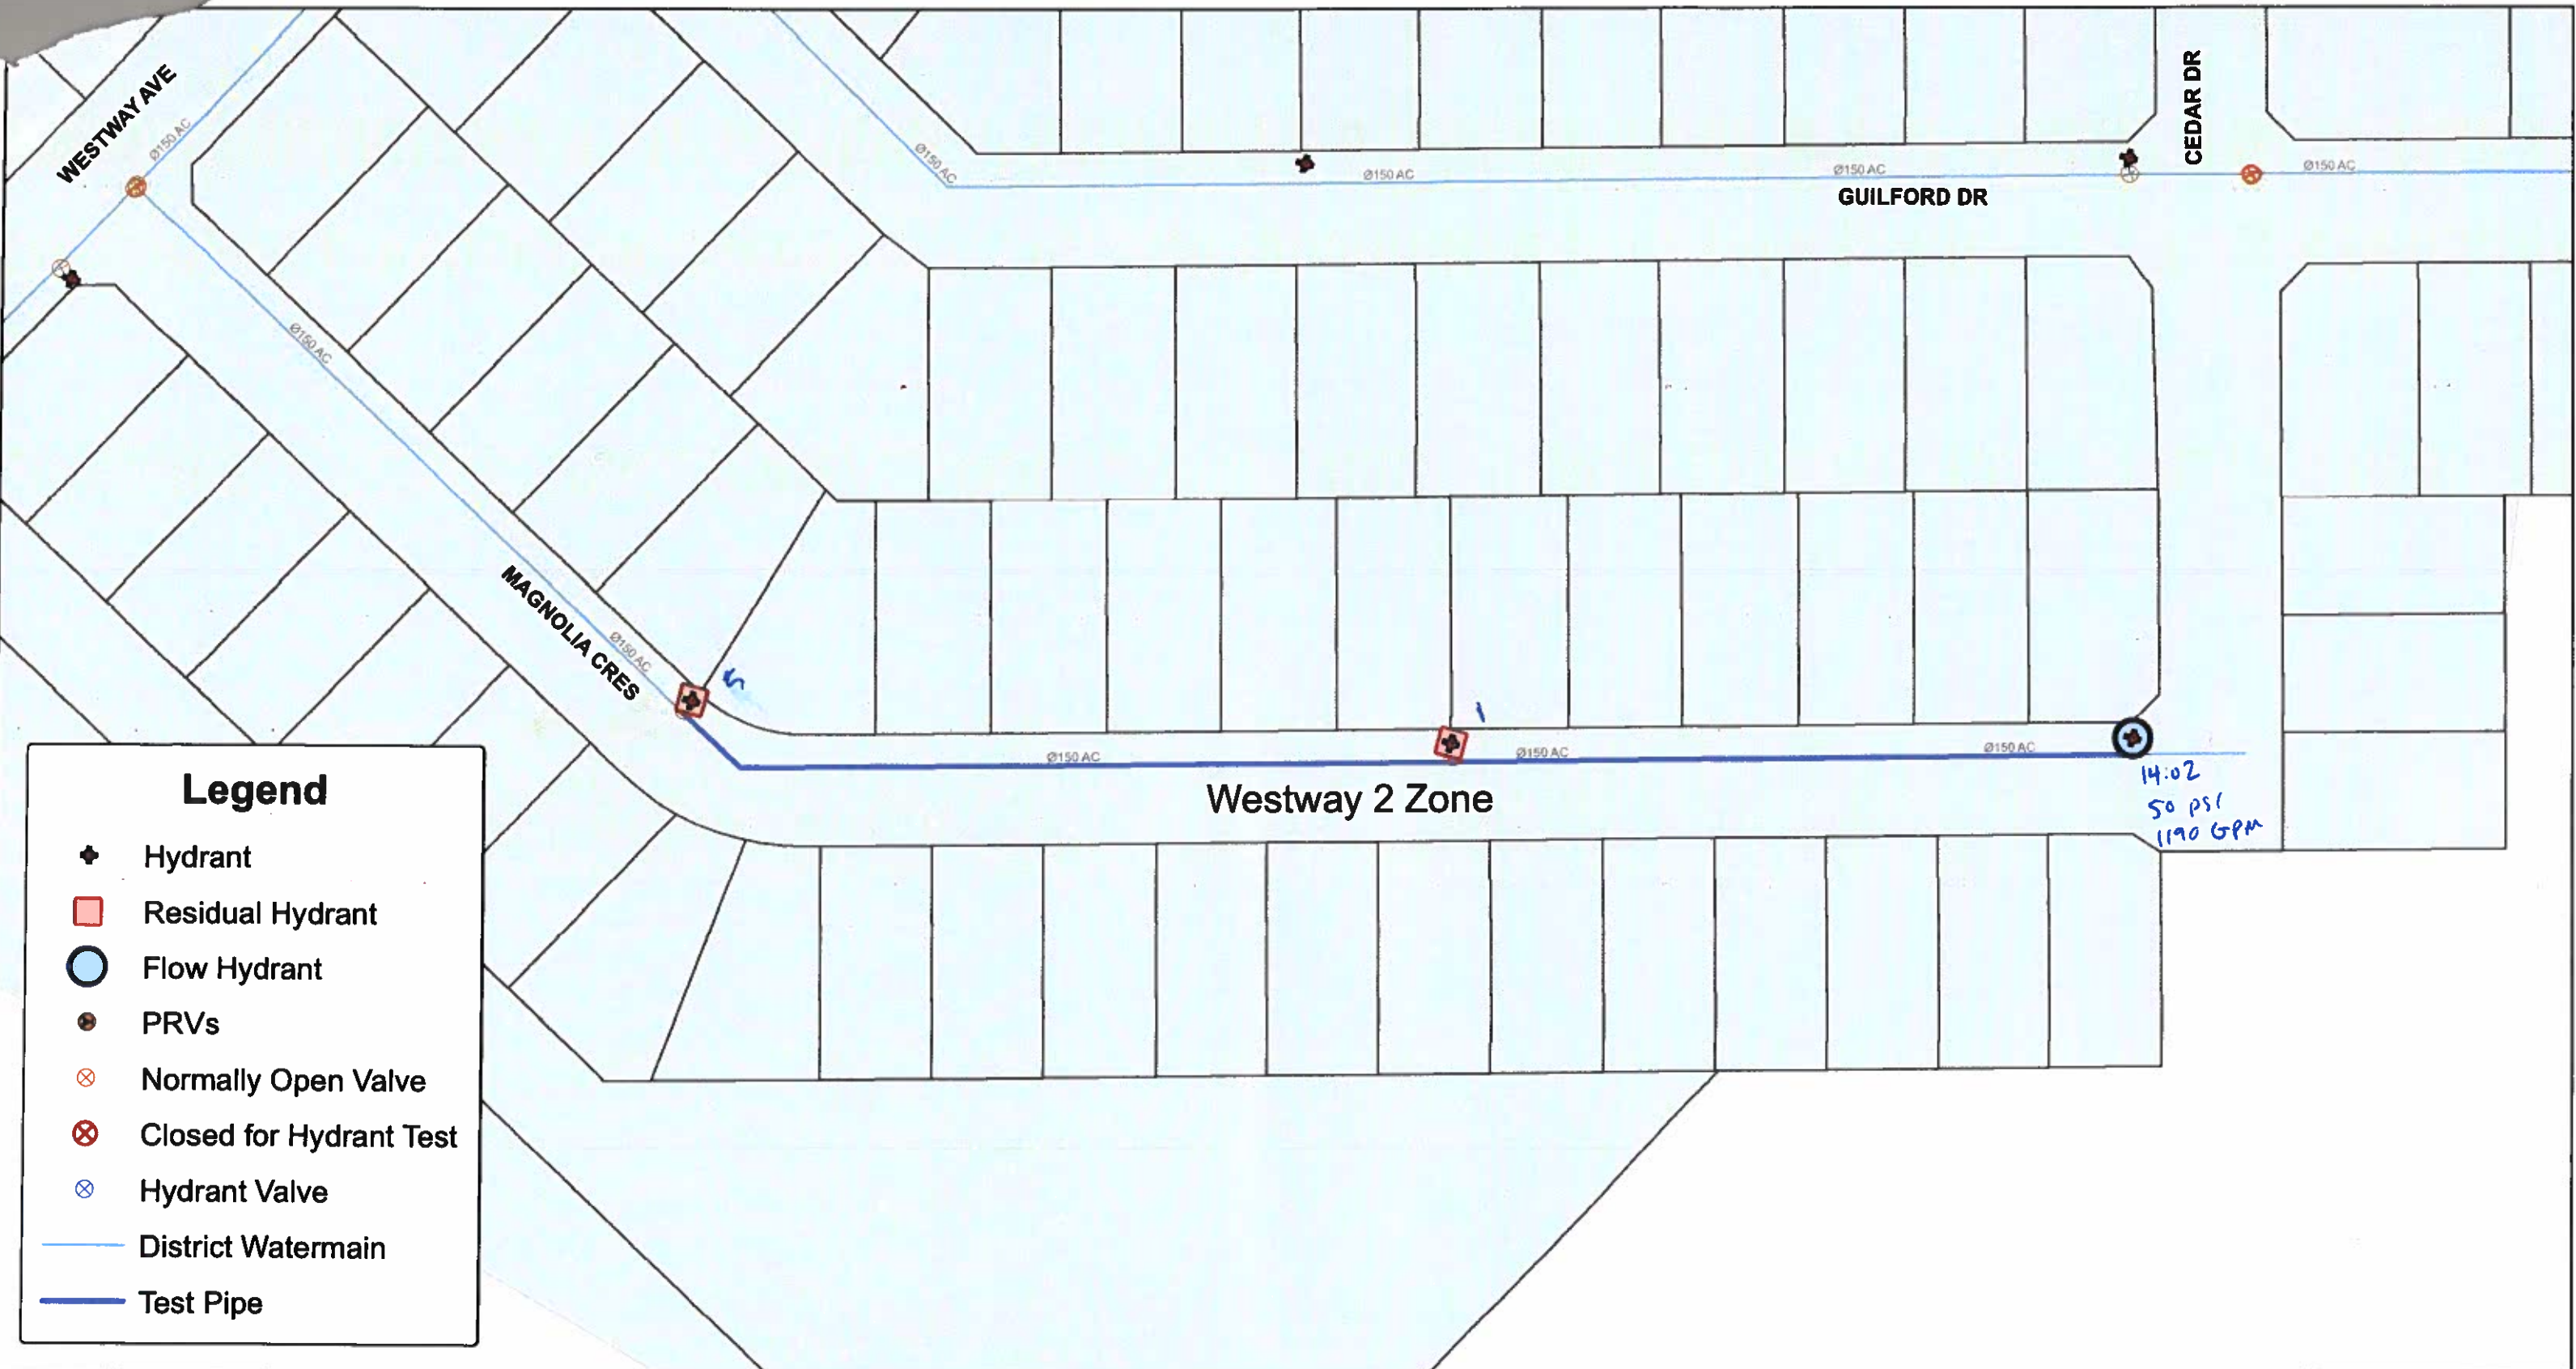 WESTWAY AVE
Ø150 AC
Ø150 AC
Ø150 AC
Ø150 AC
Ø150 AC
GUILFORD DR
CEDAR DR
Ø150 AC
MAGNOLIA CRES
Ø150 AC
5
1
Ø150 AC
Ø150 AC
Ø150 AC
Westway 2 Zone
14:02
50 psi
1190 GPM
Legend
Hydrant
Residual Hydrant
Flow Hydrant
PRVs
Normally Open Valve
Closed for Hydrant Test
Hydrant Valve
District Watermain
Test Pipe